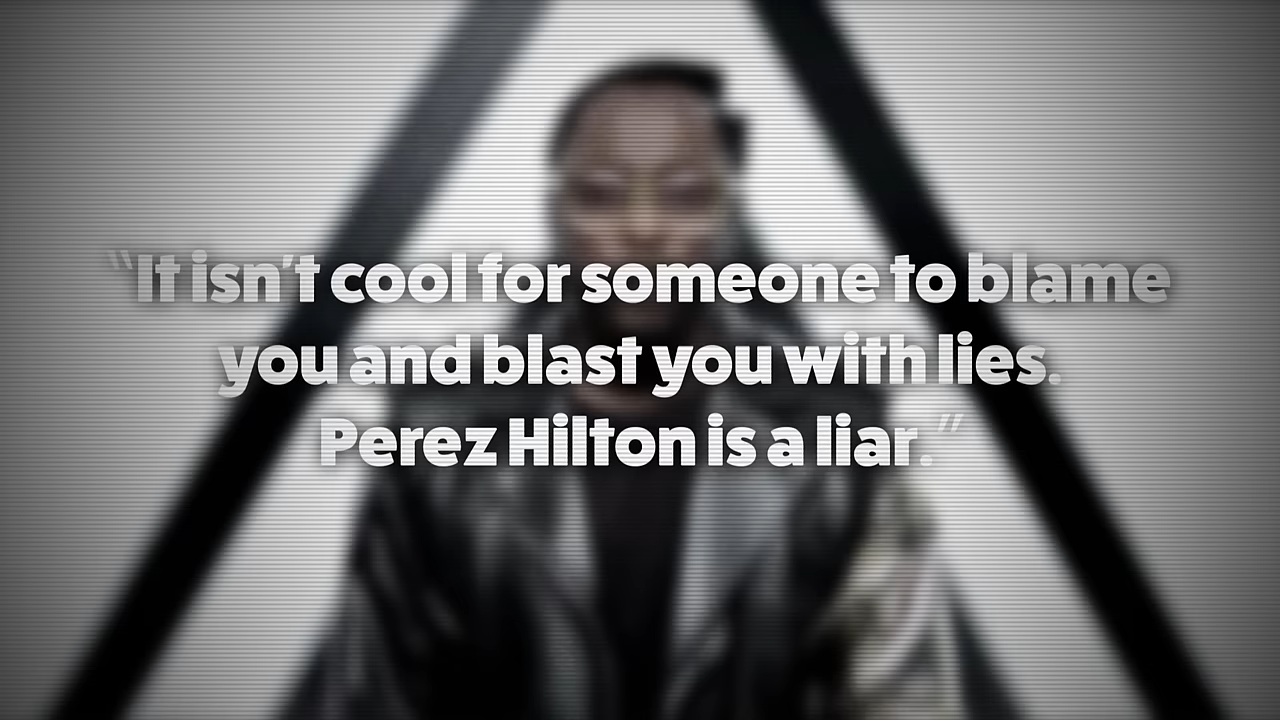 “It isn't cool for someone to blame
you and blast you with lies.
Perez Hilton is a liar.”